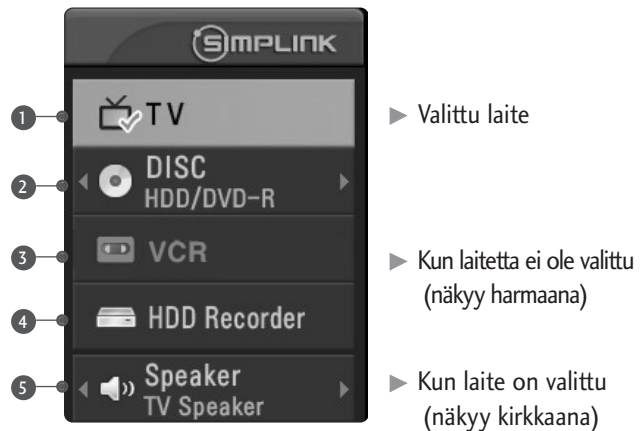 SIMPLINK
1 TV
Valittu laite
2 DISC
HDD/DVD-R
3 VCR
Kun laitetta ei ole valittu
(näkyy harmaana)
4 HDD Recorder
5 Speaker
TV Speaker
Kun laite on valittu
(näkyy kirkkaana)